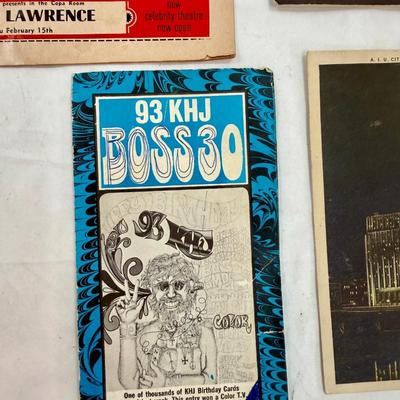 presents in the Copa Room
LAWRENCE
u February 15th
now
celebrity theatre
now open
A. I. U. CIT
93/KHJ
BOSS 30
93
KHJ
COLOR
One of thousands of KHJ Birthday Cards
This entry won a Color T.V.